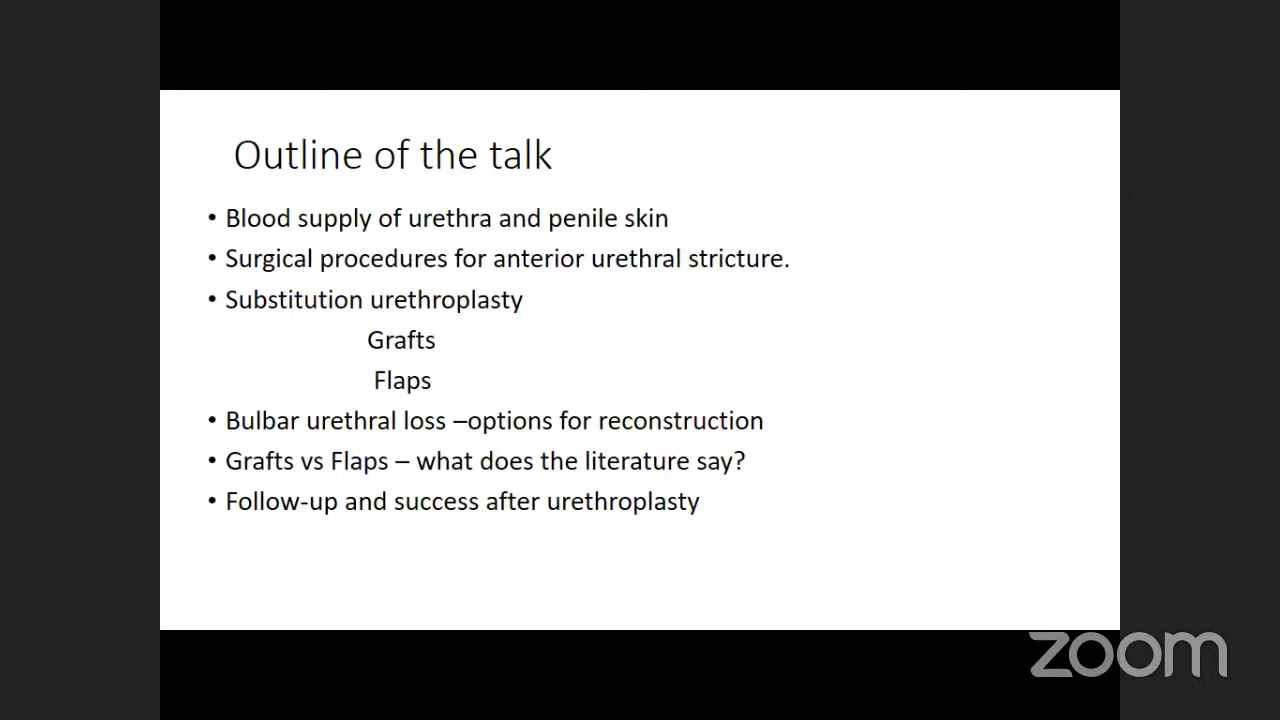 Outline of the talk
• Blood supply of urethra and penile skin
• Surgical procedures for anterior urethral stricture.
• Substitution urethroplasty
Grafts
Flaps
• Bulbar urethral loss –options for reconstruction
• Grafts vs Flaps – what does the literature say?
• Follow-up and success after urethroplasty
zoom